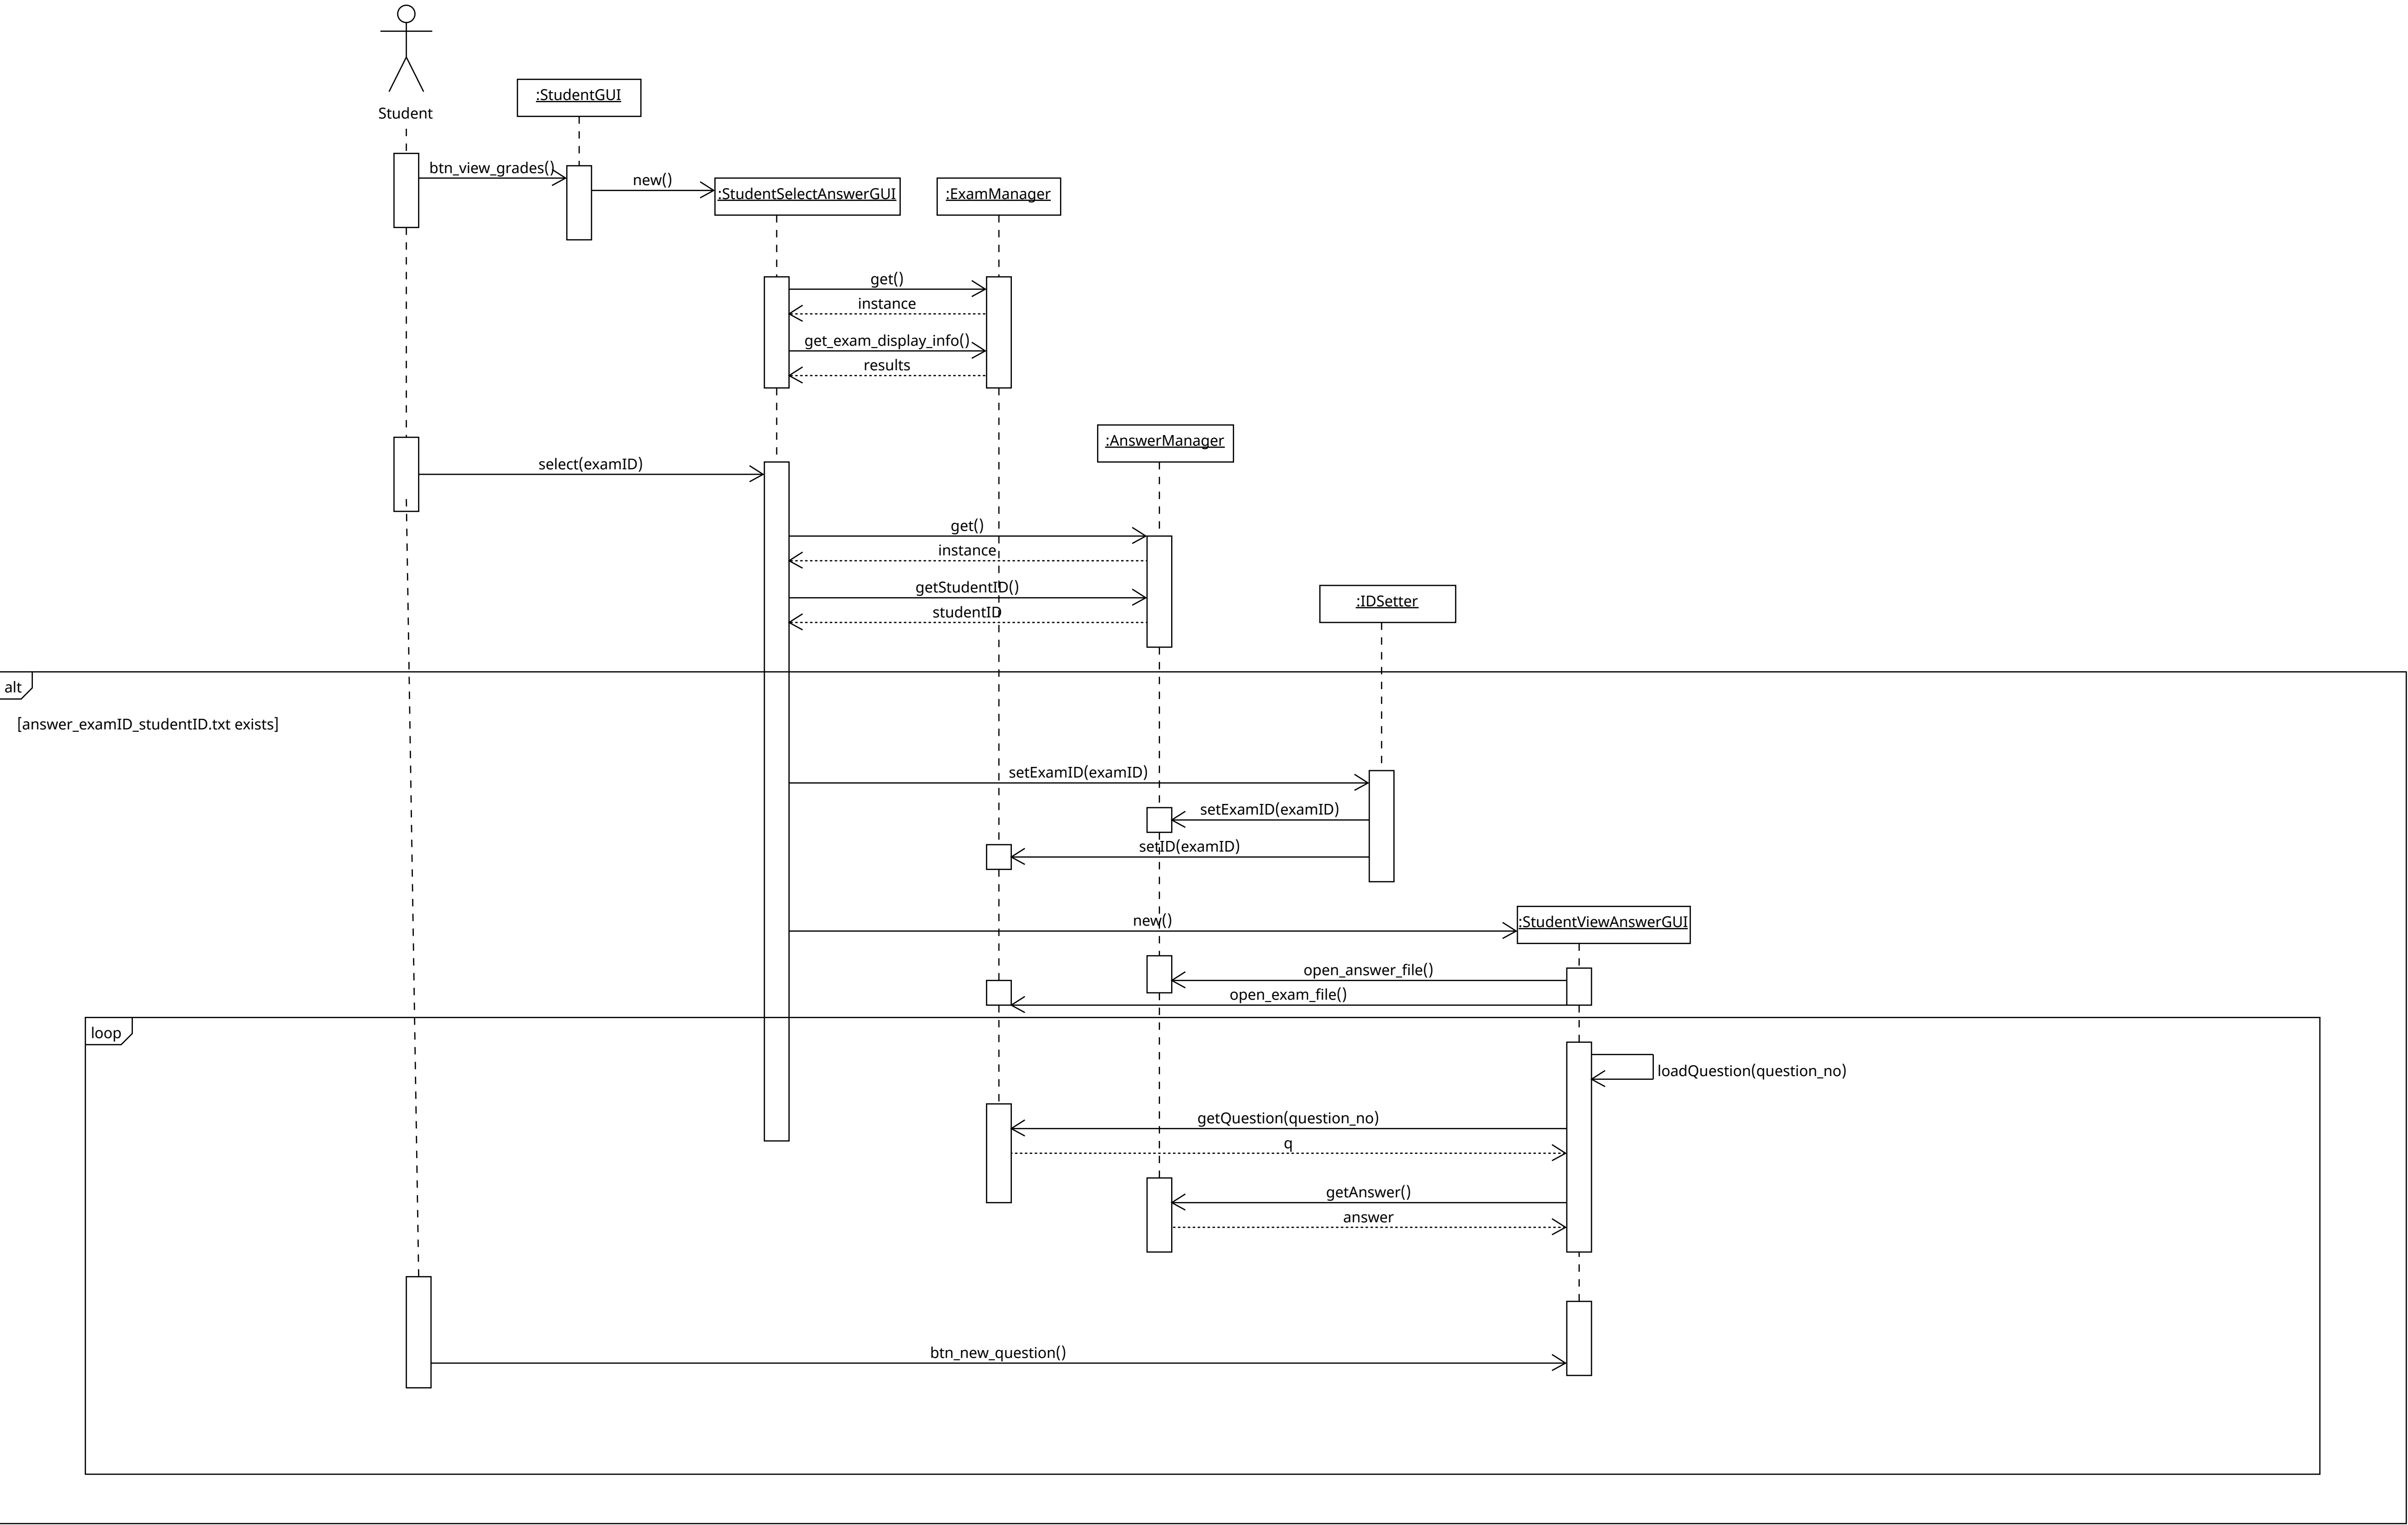 Student
:StudentGUI
btn_view_grades()
new()
:StudentSelectAnswerGUI
:ExamManager
get()
instance
get_exam_display_info()
results
:AnswerManager
select(examID)
get()
instance
getStudentID()
studentID
:IDSetter
alt
[answer_examID_studentID.txt exists]
setExamID(examID)
setExamID(examID)
setID(examID)
new()
:StudentViewAnswerGUI
open_answer_file()
open_exam_file()
loop
loadQuestion(question_no)
getQuestion(question_no)
q
getAnswer()
answer
btn_new_question()